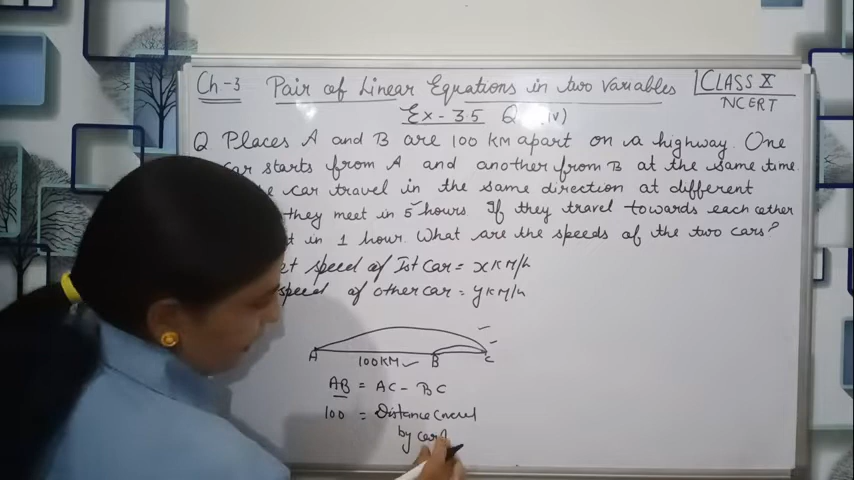 Ch-3 Pair of Linear Equations in two Variables CLASS X
NCERT
Ex-3.5 Q iv)
Q. Places A and B are 100 KM apart on a highway. One
car starts from A and another from B at the same time.
the car travel in the same direction at different
they meet in 5 hours. If they travel towards each other
in 1 hour. What are the speeds of the two cars?
speed of Ist Car = x KM/h
speed of other car = y KM/h
A 100KM B C
AB = AC - BC
100 = Distance covered
by car